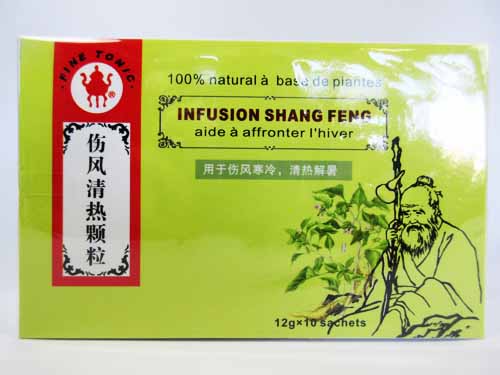 FINE TONIC
®
伤风清热颗粒
100% natural à base de plantes
INFUSION SHANG FENG
aide à affronter l'hiver
用于伤风寒冷，清热解暑
12g×10 sachets